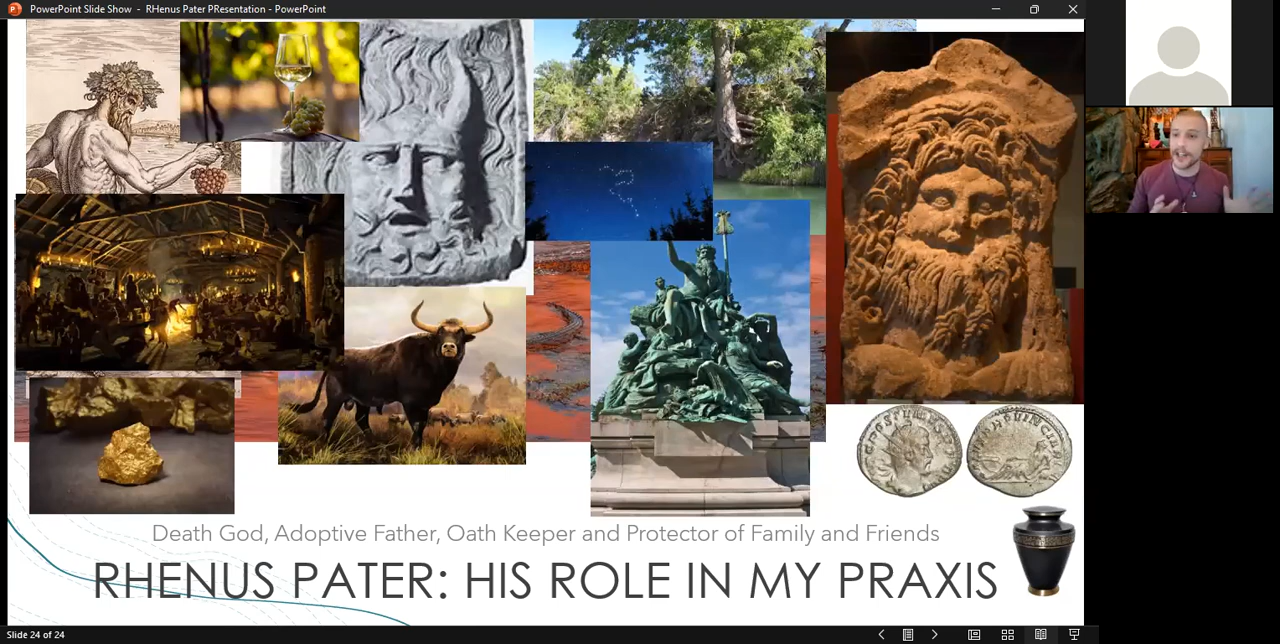 PowerPoint Slide Show - RHenus Pater PResentation - PowerPoint
Death God, Adoptive Father, Oath Keeper and Protector of Family and Friends
RHENUS PATER: HIS ROLE IN MY PRAXIS
Slide 24 of 24